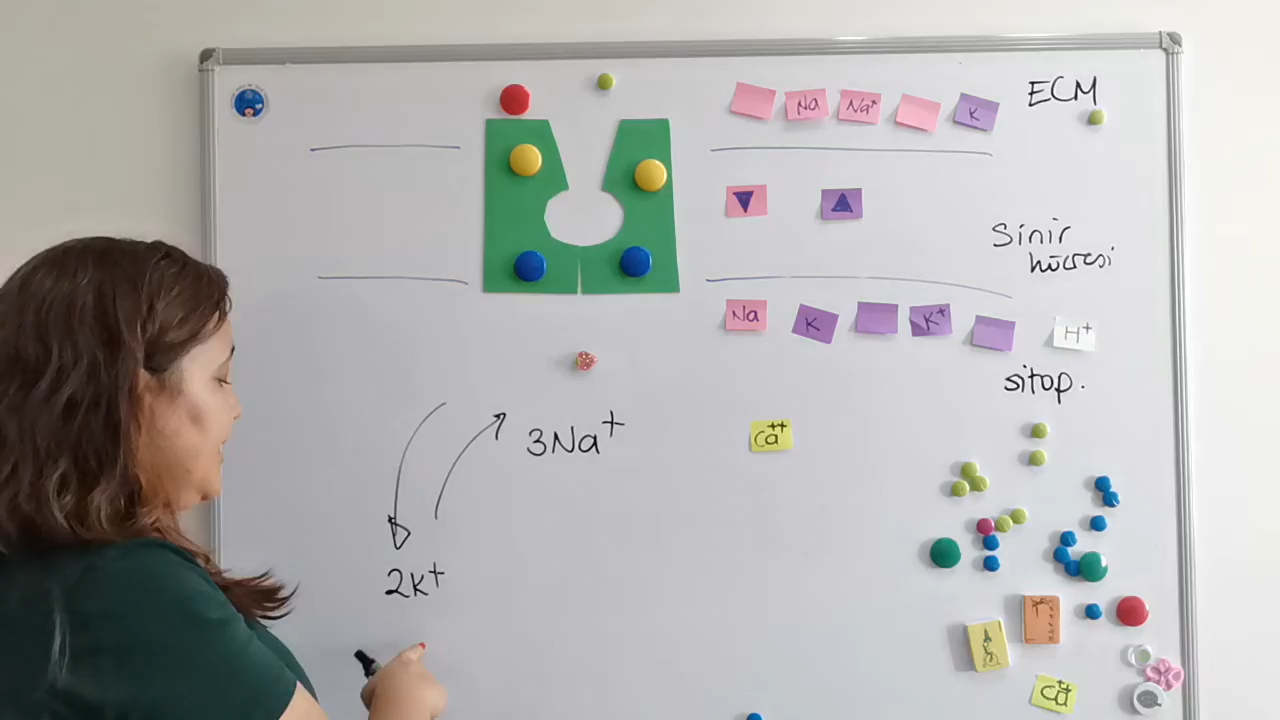 Na Na⁺ K
ECM
Sinir
hücresi
Na K K⁺ H⁺
sitop.
3Na⁺
Ca⁺⁺
2K⁺
Ca⁺⁺